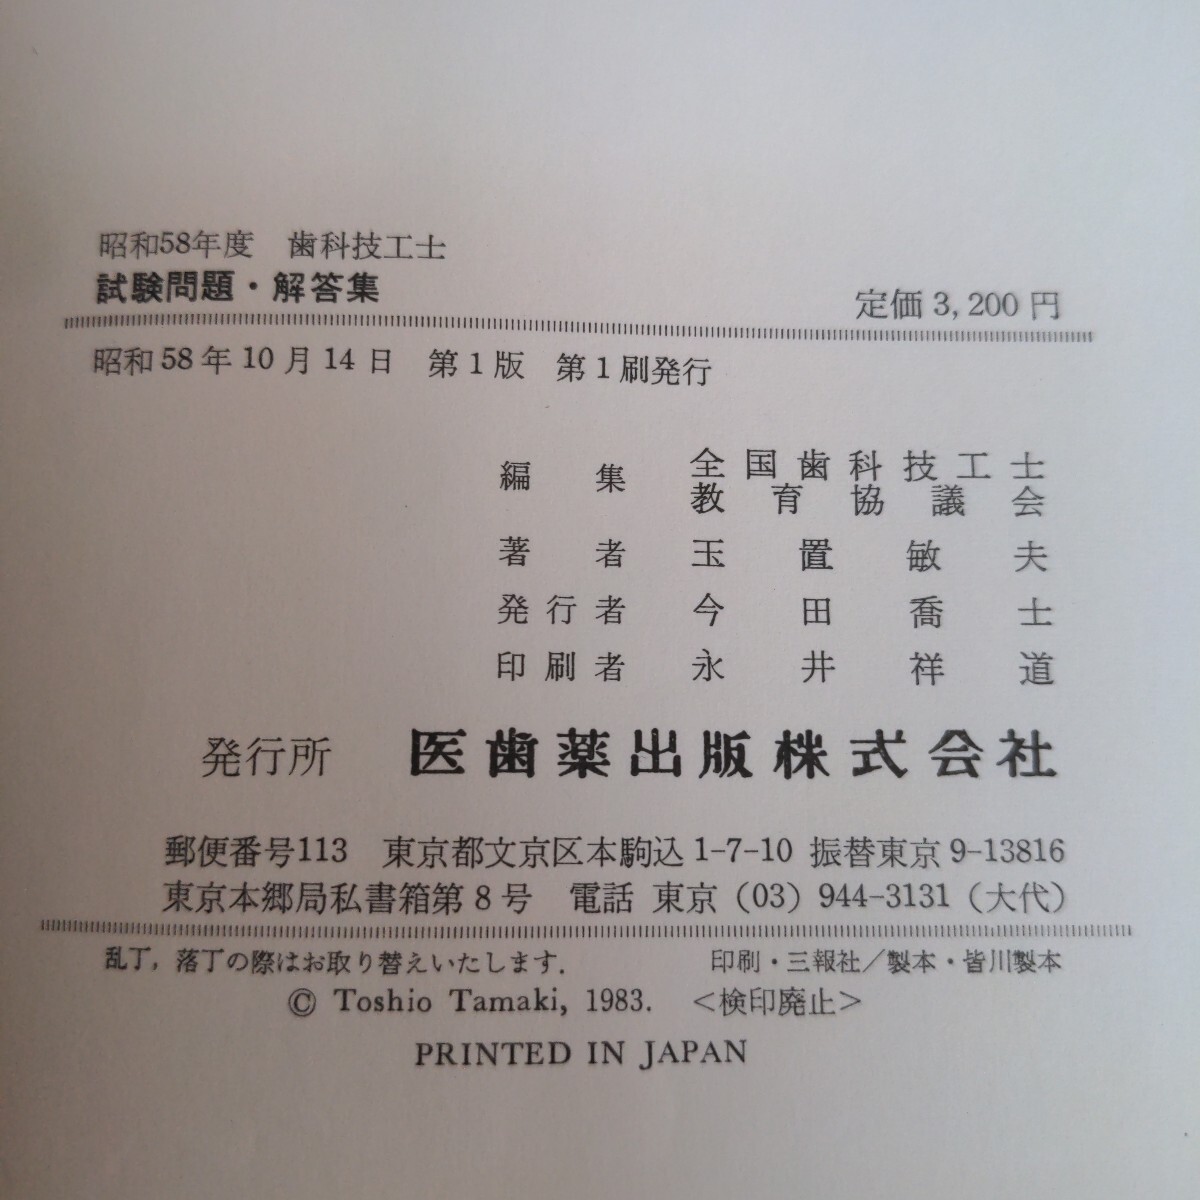 昭和58年度　歯科技工士
試験問題・解答集
定価 3,200 円
昭和 58 年 10 月 14 日　第 1 版　第 1 刷発行
編集　全国歯科技工士
教育協議会
著者　玉置敏夫
発行者　今田喬士
印刷者　永井祥道
発行所　医歯薬出版株式会社
郵便番号113　東京都文京区本駒込 1-7-10 振替東京 9-13816
東京本郷局私書箱第 8 号　電話 東京 (03) 944-3131 (大代)
乱丁,落丁の際はお取り替えいたします.　印刷・三報社／製本・皆川製本
© Toshio Tamaki, 1983.　＜検印廃止＞
PRINTED IN JAPAN